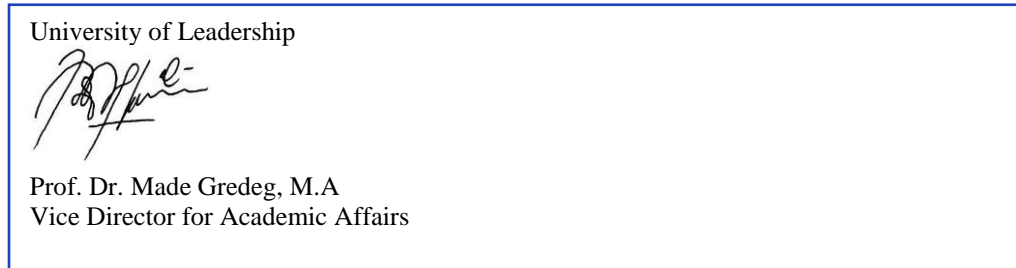 University of Leadership
Prof. Dr. Made Gredeg, M.A
Vice Director for Academic Affairs